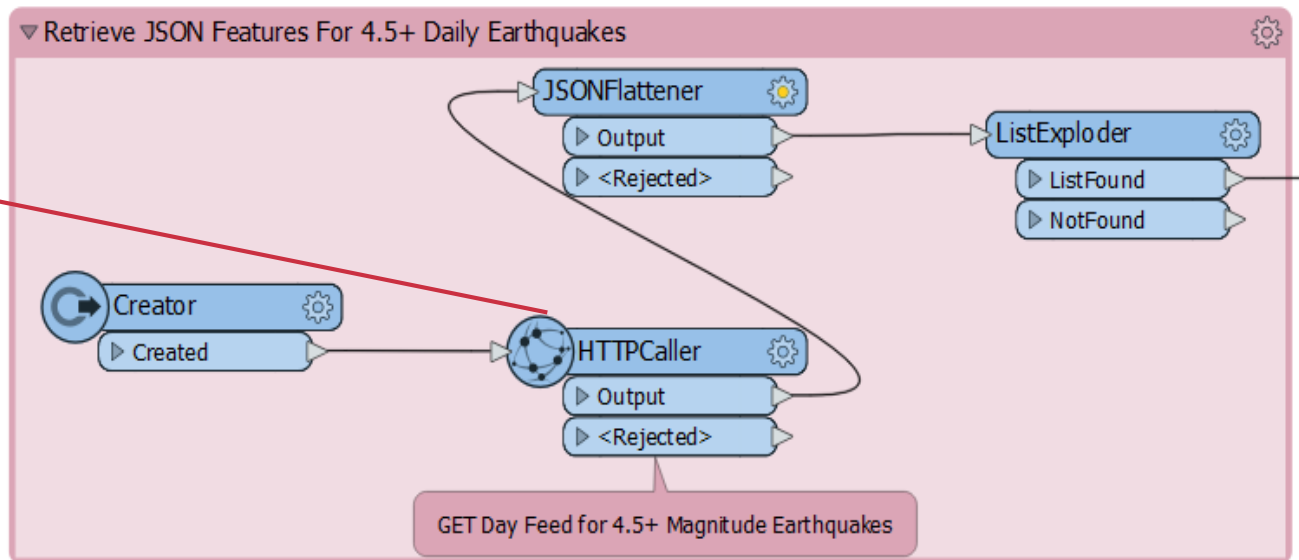 Retrieve JSON Features For 4.5+ Daily Earthquakes
JSONFlattener
Output
<Rejected>
ListExploder
ListFound
NotFound
Creator
Created
HTTPCaller
Output
<Rejected>
GET Day Feed for 4.5+ Magnitude Earthquakes